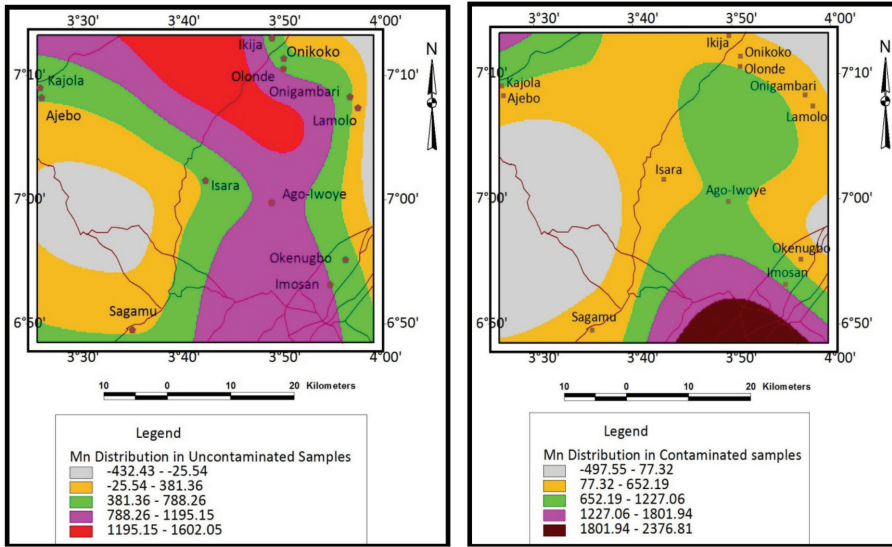 3°30' 3°40' 3°50' 4°00'
Ikija
Onikoko
N
7°10' 7°10'
Olonde
Kajola
Onigambari
Ajebo
Lamolo
Isara
7°00' 7°00'
Ago-Iwoye
Okenugbo
Imosan
6°50' 6°50'
Sagamu
3°30' 3°40' 3°50' 4°00'
10 0 10 20 Kilometers
Legend
Mn Distribution in Uncontaminated Samples
-432.43 - -25.54
-25.54 - 381.36
381.36 - 788.26
788.26 - 1195.15
1195.15 - 1602.05
3°30' 3°40' 3°50' 4°00'
Ikija
Onikoko
N
7°10' 7°10'
Olonde
Kajola
Onigambari
Ajebo
Lamolo
Isara
Ago-Iwoye
7°00' 7°00'
Okenugbo
Imosan
Sagamu
6°50' 6°50'
3°30' 3°40' 3°50' 4°00'
10 0 10 20 Kilometers
Legend
Mn Distribution in Contaminated samples
-497.55 - 77.32
77.32 - 652.19
652.19 - 1227.06
1227.06 - 1801.94
1801.94 - 2376.81